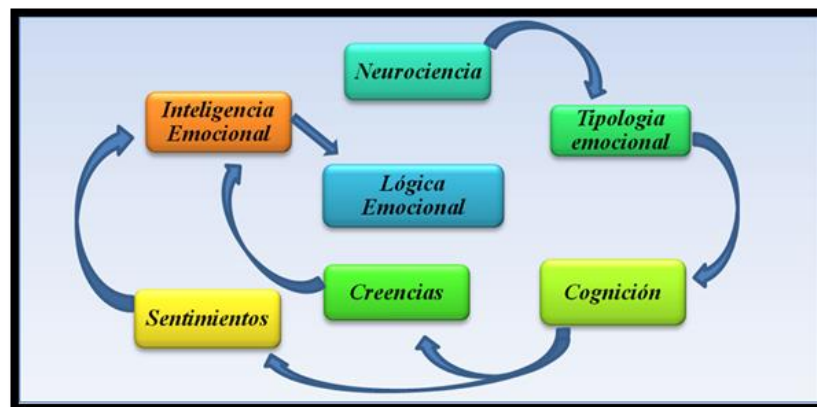 Neurociencia
Inteligencia
Emocional
Tipologia
emocional
Lógica
Emocional
Creencias
Cognición
Sentimientos